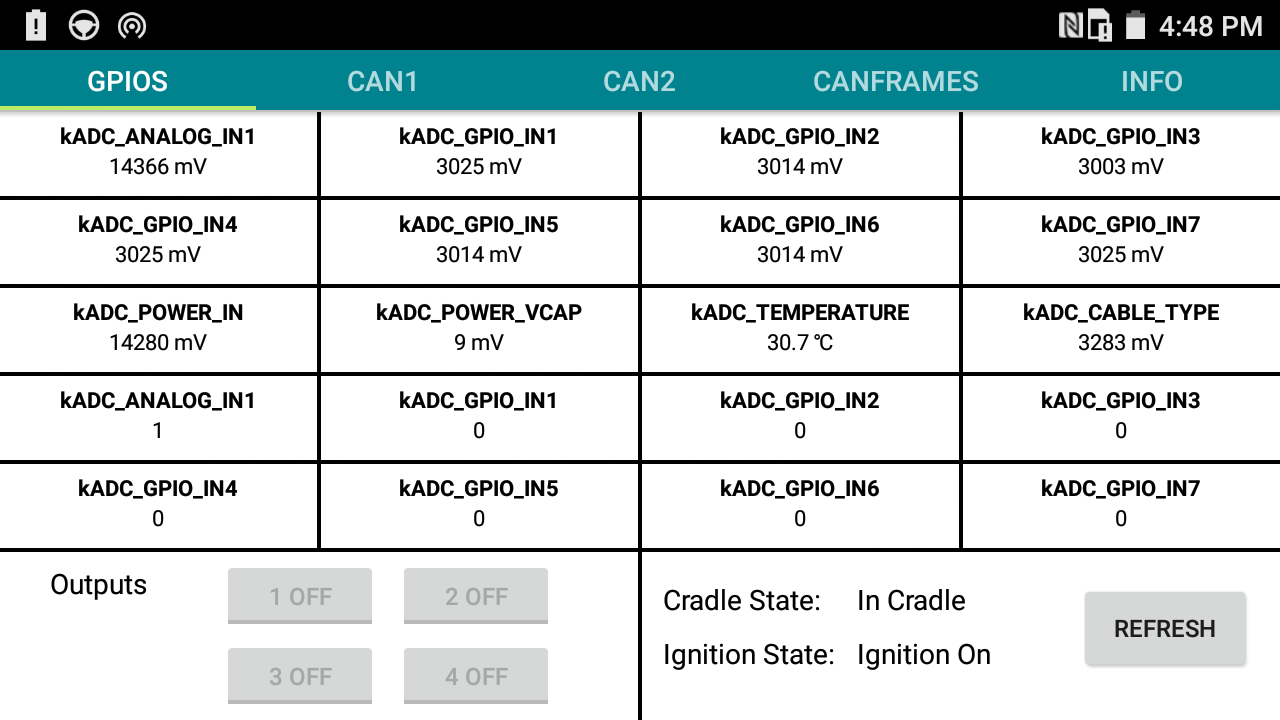 4:48 PM
GPIOS CAN1 CAN2 CANFRAMES INFO
kADC_ANALOG_IN1 kADC_GPIO_IN1 kADC_GPIO_IN2 kADC_GPIO_IN3
14366 mV 3025 mV 3014 mV 3003 mV
kADC_GPIO_IN4 kADC_GPIO_IN5 kADC_GPIO_IN6 kADC_GPIO_IN7
3025 mV 3014 mV 3014 mV 3025 mV
kADC_POWER_IN kADC_POWER_VCAP kADC_TEMPERATURE kADC_CABLE_TYPE
14280 mV 9 mV 30.7 ℃ 3283 mV
kADC_ANALOG_IN1 kADC_GPIO_IN1 kADC_GPIO_IN2 kADC_GPIO_IN3
1 0 0 0
kADC_GPIO_IN4 kADC_GPIO_IN5 kADC_GPIO_IN6 kADC_GPIO_IN7
0 0 0 0
Outputs 1 OFF 2 OFF
3 OFF 4 OFF
Cradle State: In Cradle
Ignition State: Ignition On
REFRESH